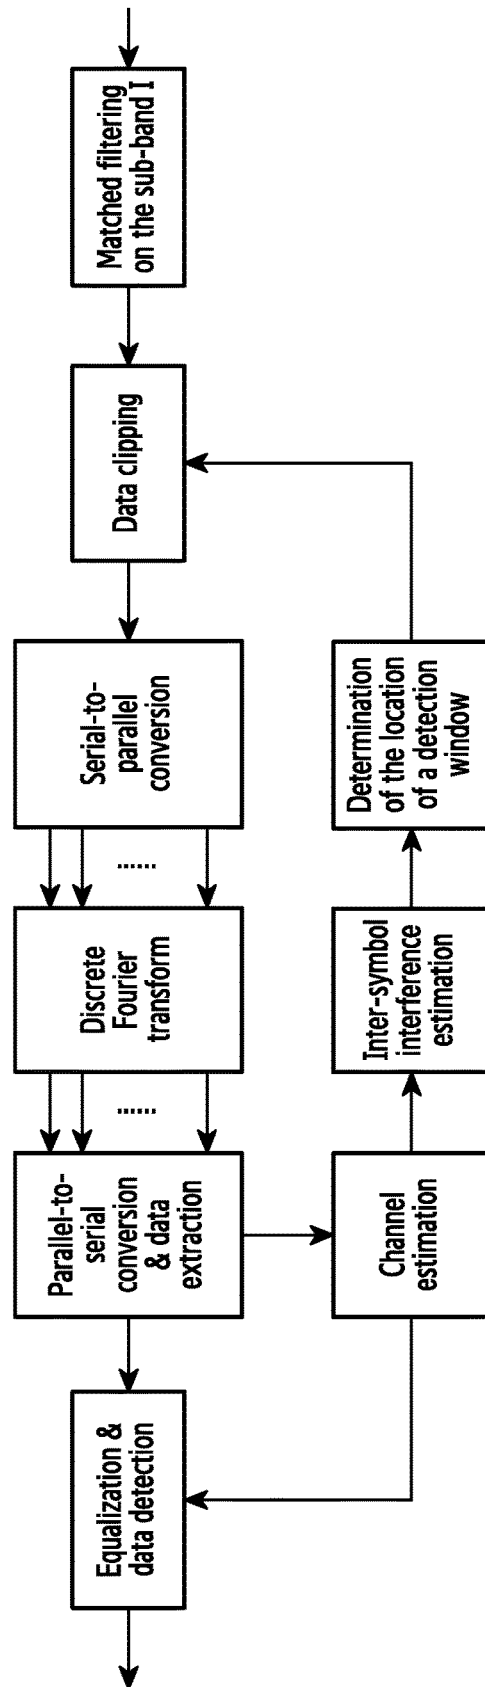 Matched filtering
on the sub-band I
Data clipping
Serial-to-
parallel
conversion
......
Discrete
Fourier
transform
......
Parallel-to-
serial
conversion
& data
extraction
Equalization &
data detection
Channel
estimation
Inter-symbol
interference
estimation
Determination
of the location
of a detection
window